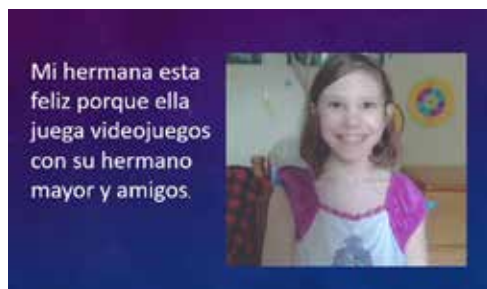 Mi hermana esta
feliz porque ella
juega videojuegos
con su hermano
mayor y amigos.